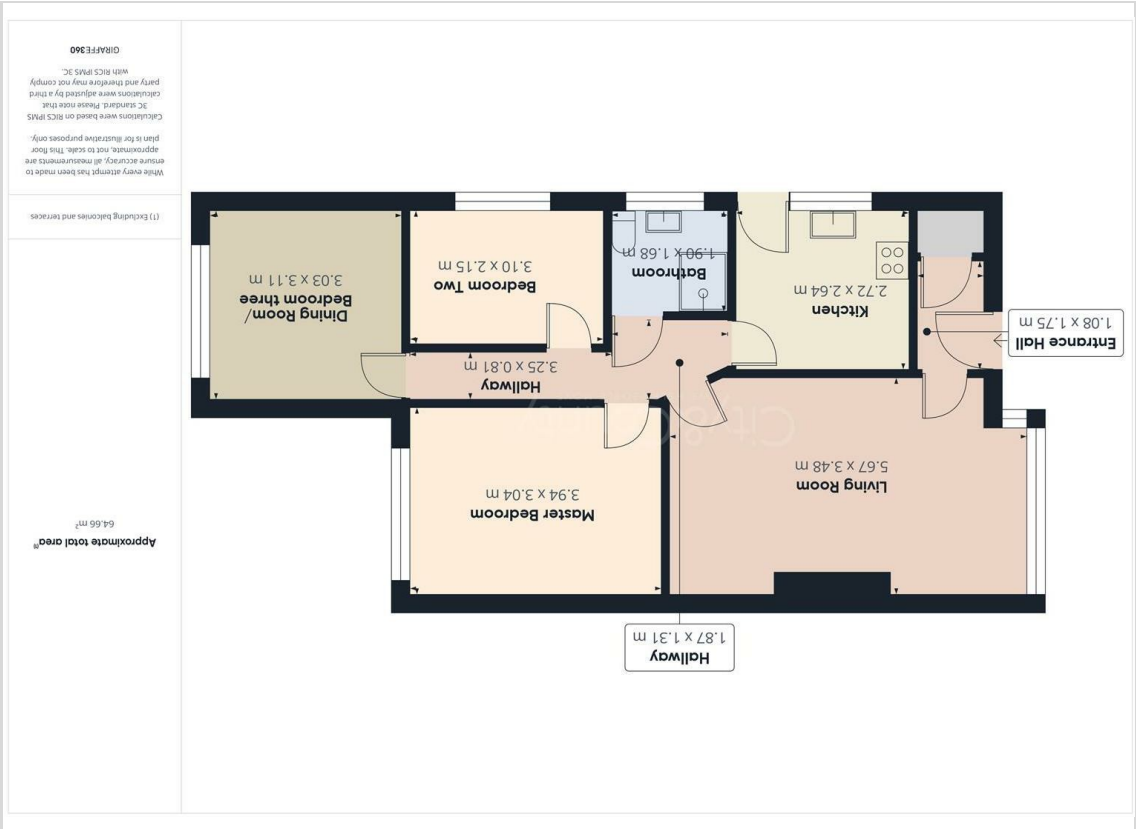 Approximate total area⁽¹⁾
64.66 m²
(1) Excluding balconies and terraces
While every attempt has been made to
ensure accuracy, all measurements are
approximate, not to scale. This floor
plan is for illustrative purposes only.
Calculations were based on RICS IPMS
3C standard. Please note that
calculations were adjusted by a third
party and therefore may not comply
with RICS IPMS 3C.
GIRAFFE360
Hallway
1.87 x 1.31 m
Living Room
5.67 x 3.48 m
Master Bedroom
3.94 x 3.04 m
City & County
Entrance Hall
1.08 x 1.75 m
Hallway
3.25 x 0.81 m
Kitchen
2.72 x 2.64 m
Bathroom
1.90 x 1.68 m
Bedroom Two
3.10 x 2.15 m
Dining Room/
Bedroom three
3.03 x 3.11 m